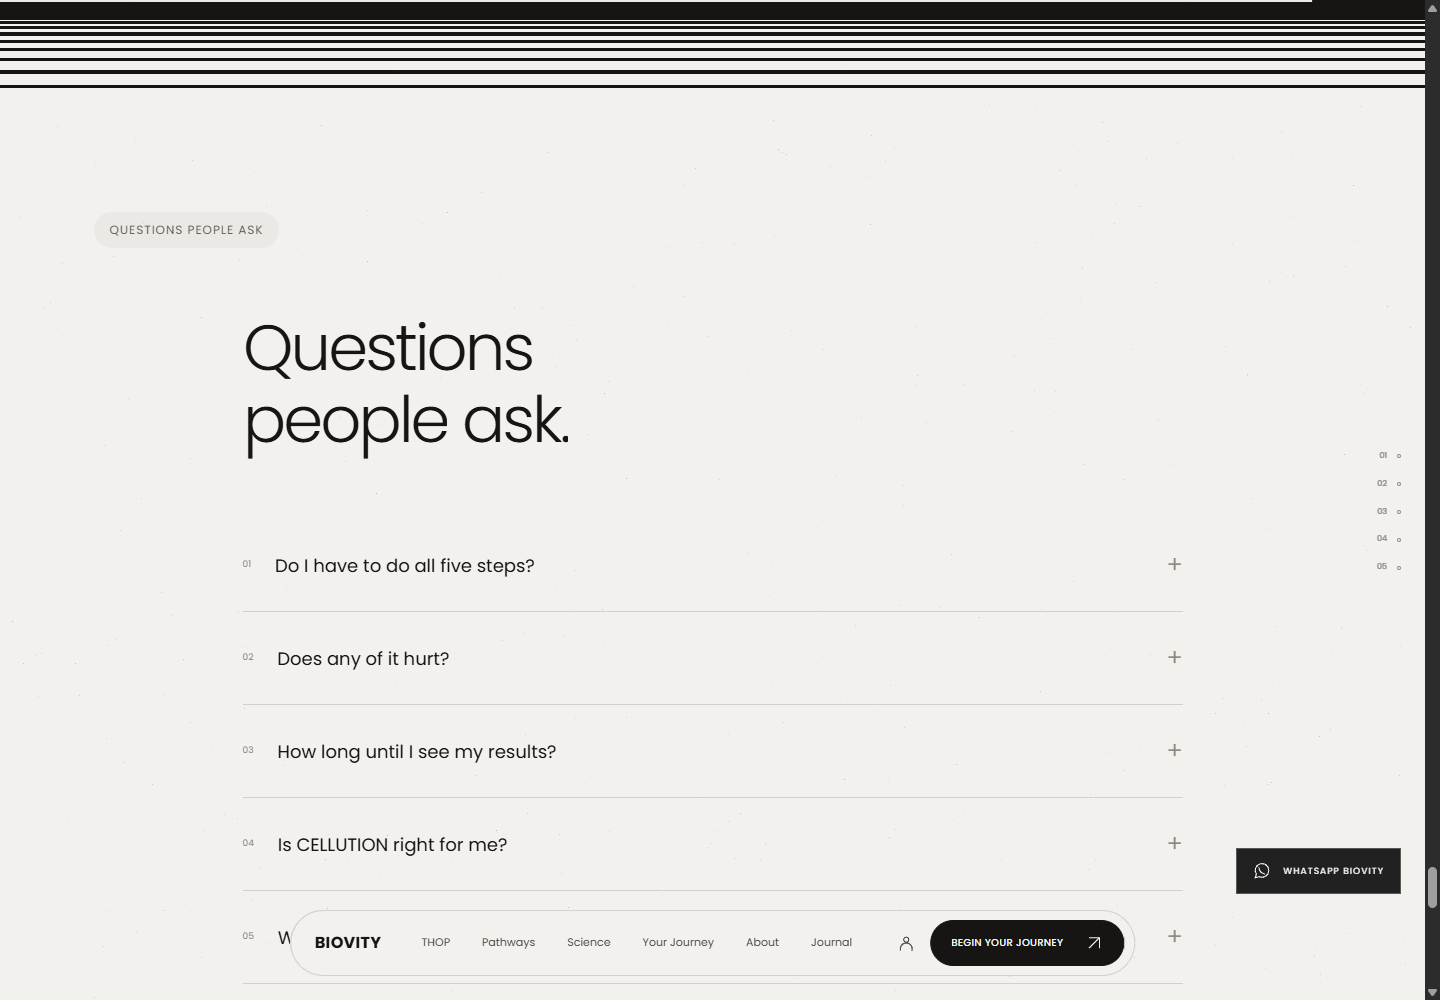 QUESTIONS PEOPLE ASK
Questions
people ask.
01 Do I have to do all five steps?
02 Does any of it hurt?
03 How long until I see my results?
04 Is CELLUTION right for me?
05
01
02
03
04
05
WHATSAPP BIOVITY
BIOVITY THOP Pathways Science Your Journey About Journal BEGIN YOUR JOURNEY